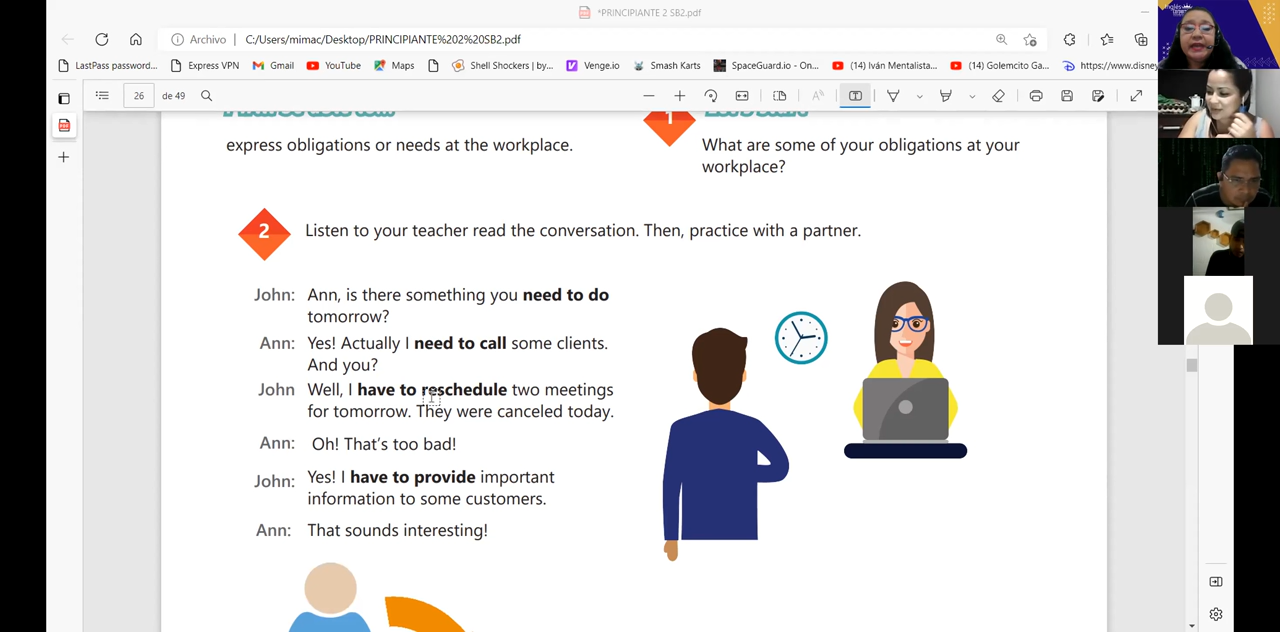 *PRINCIPIANTE 2 SB2.pdf
Archivo | C:/Users/mimac/Desktop/PRINCIPIANTE%202%20SB2.pdf
LastPass password... Express VPN Gmail YouTube Maps Shell Shockers | by... Venge.io Smash Karts SpaceGuard.io - On... (14) Iván Mentalista... (14) Golemcito Ga... https://www.disney
26 de 49
express obligations or needs at the workplace.
1
What are some of your obligations at your
workplace?
2 Listen to your teacher read the conversation. Then, practice with a partner.
John: Ann, is there something you need to do
tomorrow?
Ann: Yes! Actually I need to call some clients.
And you?
John Well, I have to reschedule two meetings
for tomorrow. They were canceled today.
Ann: Oh! That's too bad!
John: Yes! I have to provide important
information to some customers.
Ann: That sounds interesting!